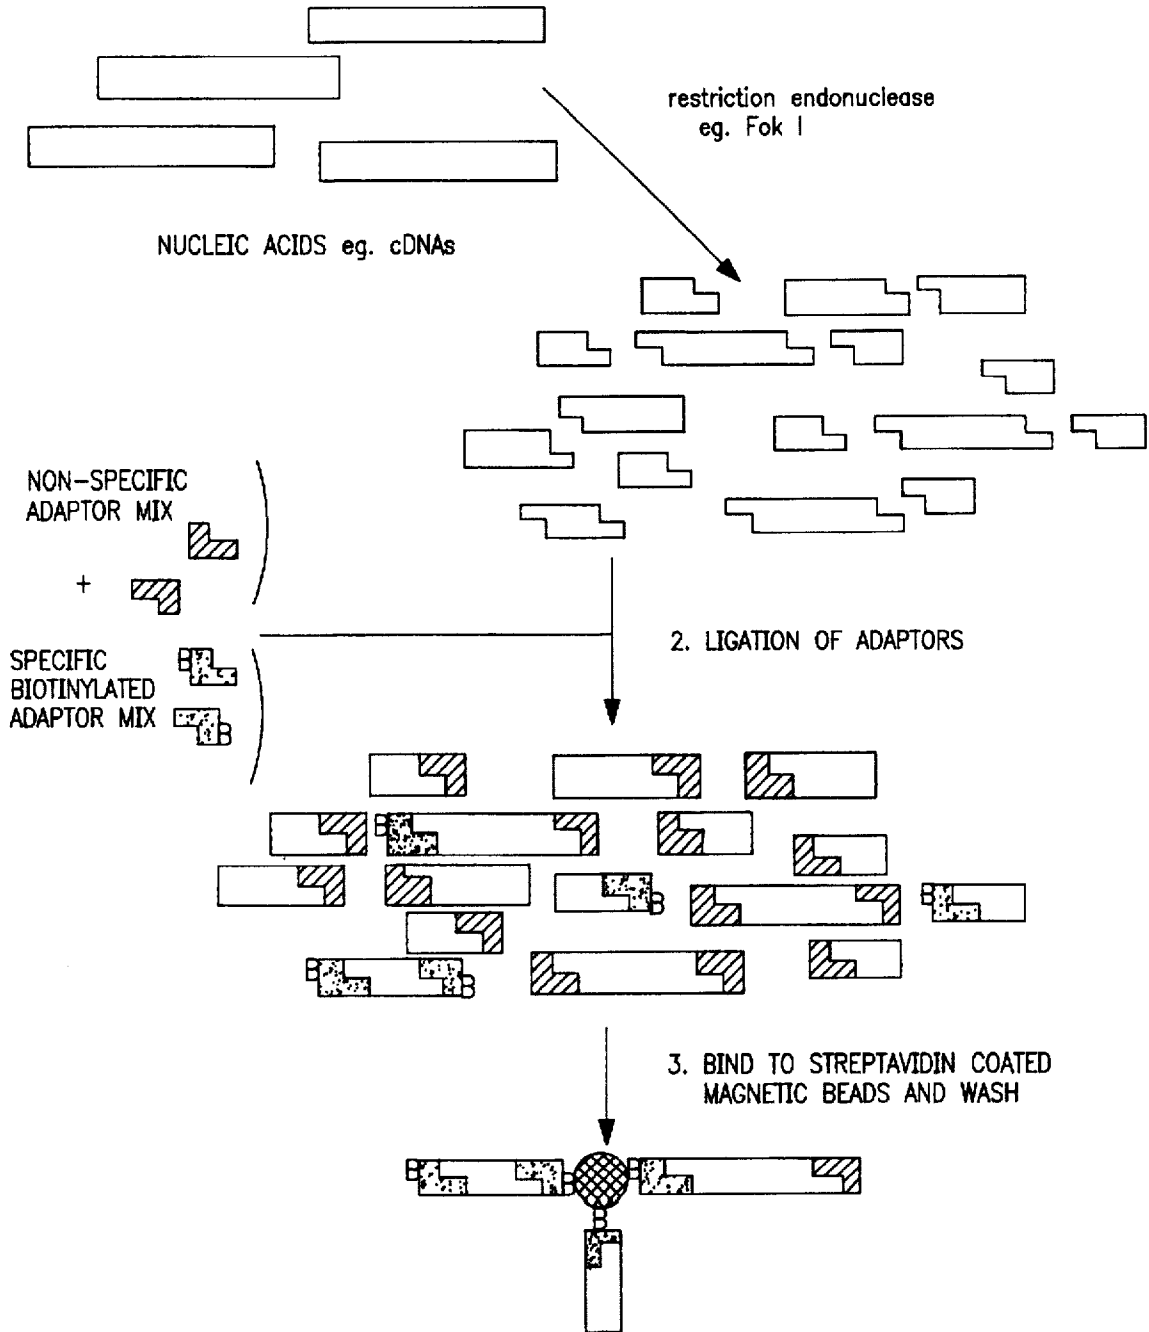 restriction endonuclease
eg. Fok I
NUCLEIC ACIDS eg. cDNAs
NON-SPECIFIC
ADAPTOR MIX
+
SPECIFIC
BIOTINYLATED
ADAPTOR MIX
B
B
2. LIGATION OF ADAPTORS
B
B
B
B
B
3. BIND TO STREPTAVIDIN COATED
MAGNETIC BEADS AND WASH
B
B
B
B